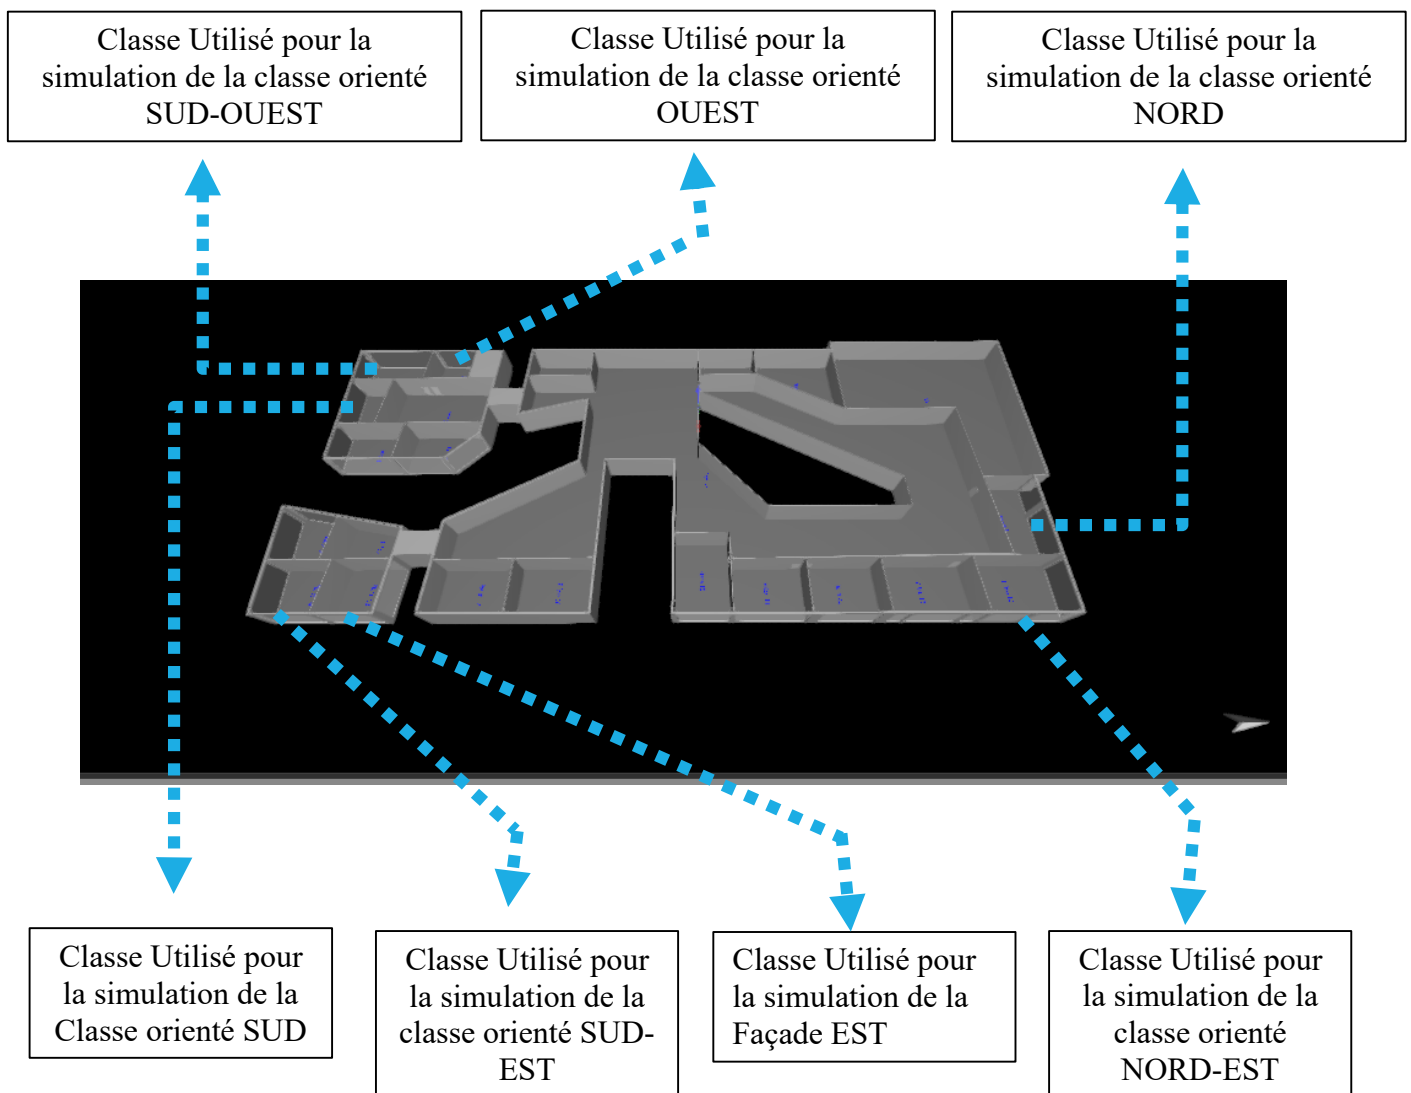 Classe Utilisé pour la
simulation de la classe orienté
SUD-OUEST
Classe Utilisé pour la
simulation de la classe orienté
OUEST
Classe Utilisé pour la
simulation de la classe orienté
NORD
Classe Utilisé pour
la simulation de la
Classe orienté SUD
Classe Utilisé pour
la simulation de la
classe orienté SUD-
EST
Classe Utilisé pour
la simulation de la
Façade EST
Classe Utilisé pour
la simulation de la
classe orienté
NORD-EST